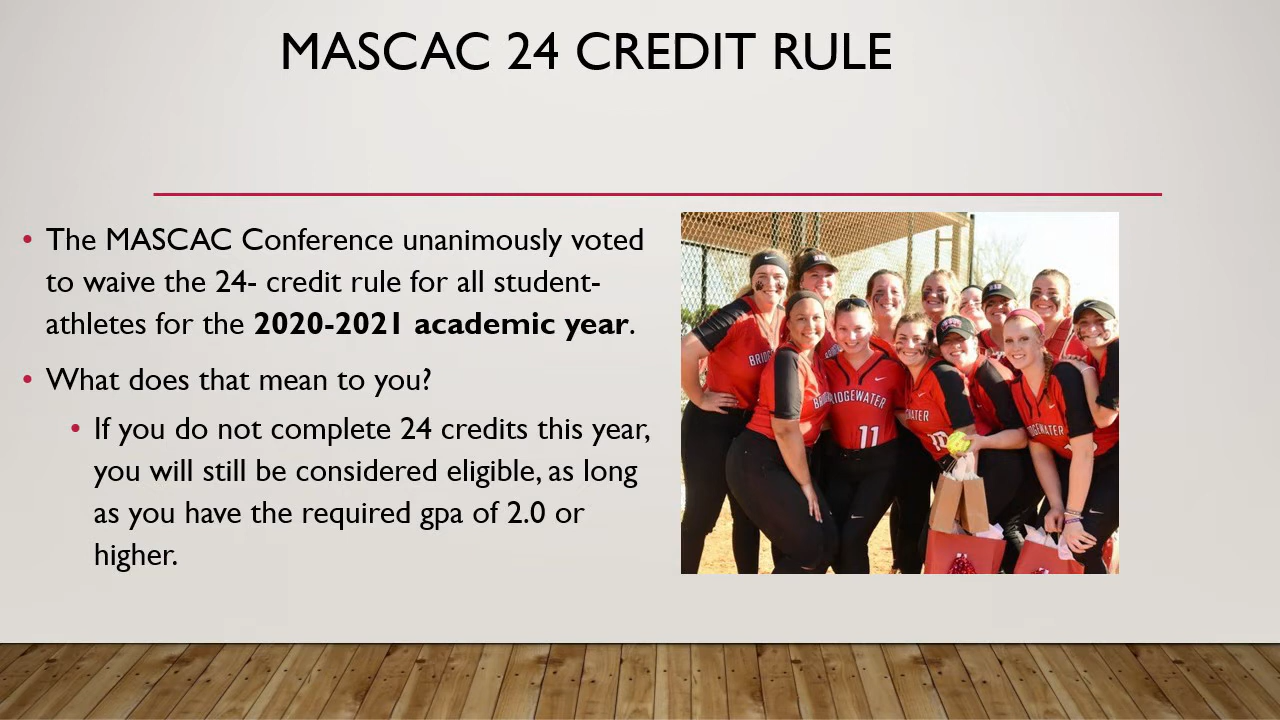 MASCAC 24 CREDIT RULE
• The MASCAC Conference unanimously voted
to waive the 24- credit rule for all student-
athletes for the 2020-2021 academic year.
• What does that mean to you?
• If you do not complete 24 credits this year,
you will still be considered eligible, as long
as you have the required gpa of 2.0 or
higher.
BRIDGEWATER
11